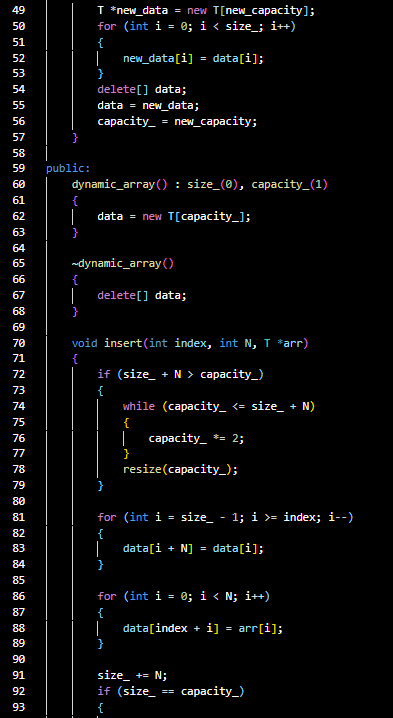 49 T *new_data = new T[new_capacity];
50 for (int i = 0; i < size_; i++)
51 {
52 new_data[i] = data[i];
53 }
54 delete[] data;
55 data = new_data;
56 capacity_ = new_capacity;
57 }
58
59 public:
60 dynamic_array() : size_(0), capacity_(1)
61 {
62 data = new T[capacity_];
63 }
64
65 ~dynamic_array()
66 {
67 delete[] data;
68 }
69
70 void insert(int index, int N, T *arr)
71 {
72 if (size_ + N > capacity_)
73 {
74 while (capacity_ <= size_ + N)
75 {
76 capacity_ *= 2;
77 }
78 resize(capacity_);
79 }
80
81 for (int i = size_ - 1; i >= index; i--)
82 {
83 data[i + N] = data[i];
84 }
85
86 for (int i = 0; i < N; i++)
87 {
88 data[index + i] = arr[i];
89 }
90
91 size_ += N;
92 if (size_ == capacity_)
93 {